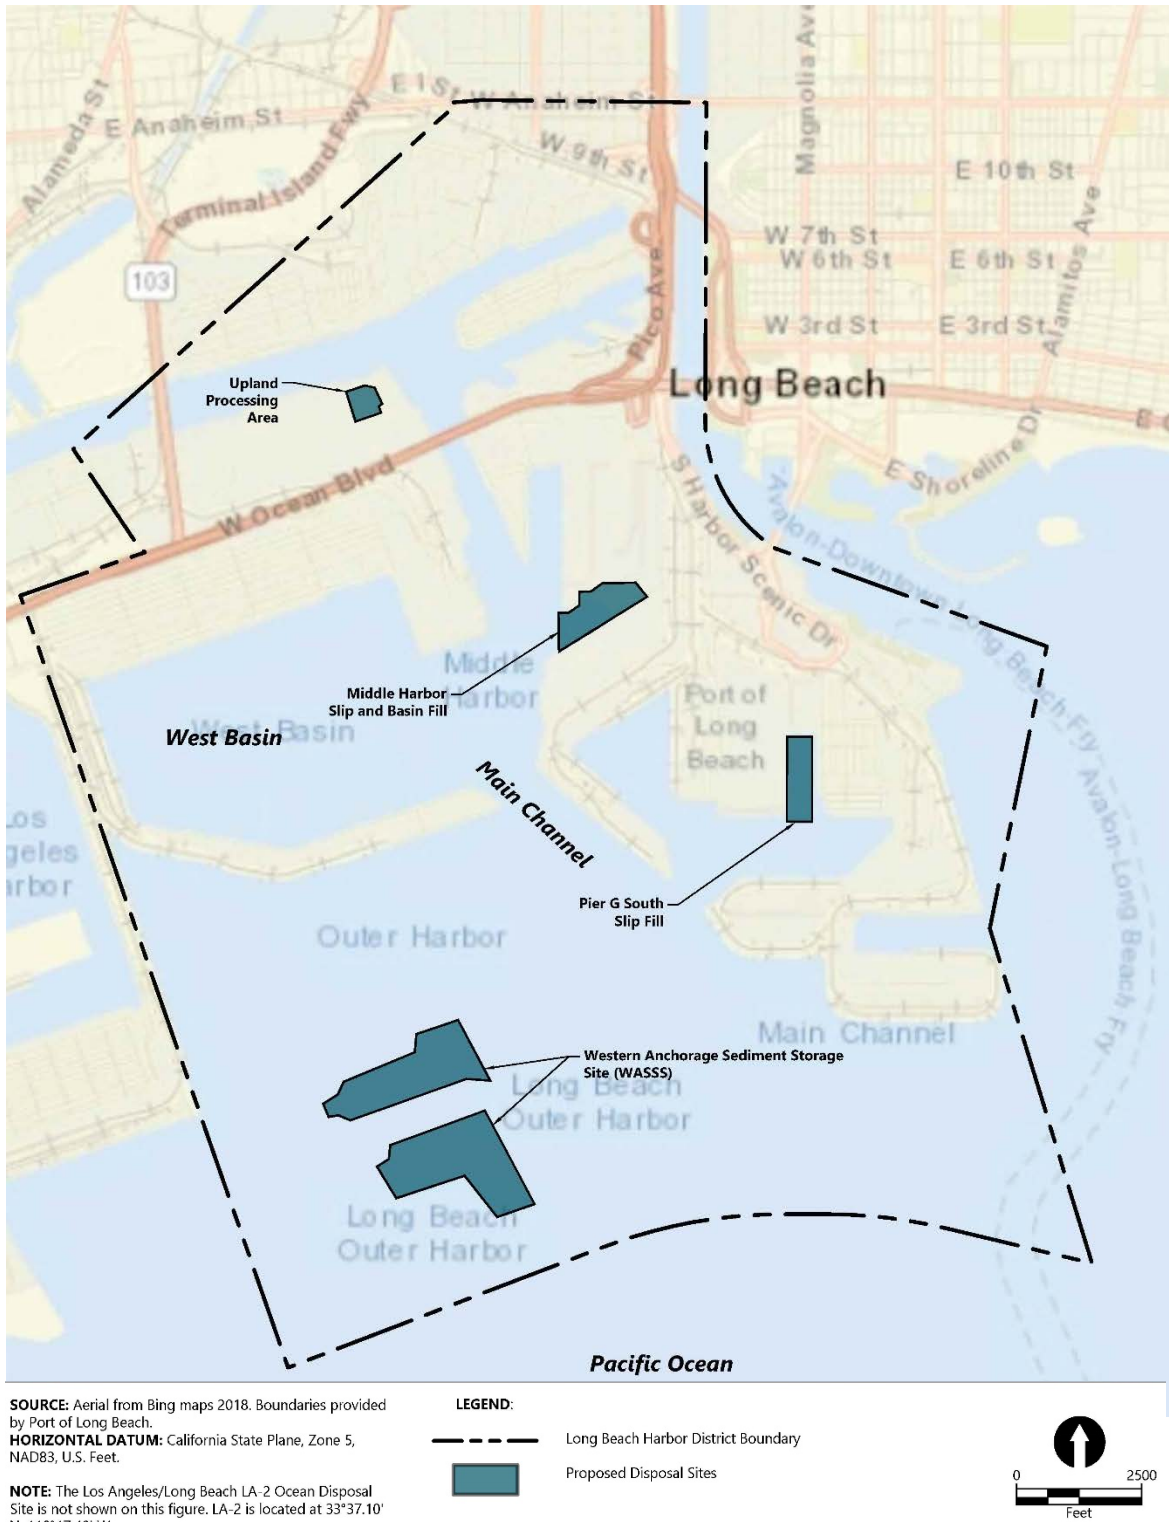 Alameda St
E Anaheim St
E I St
W Anaheim St
Terminal Island Fwy
W 9th St
Magnolia Ave
E 10th St
103
Pico Ave
W 7th St
W 6th St
E 6th St
Alamitos Ave
W 3rd St
E 3rd St
Long Beach
Upland
Processing
Area
W Ocean Blvd
S Harbor Scenic Dr
E Shoreline Dr
Avalon-Downtown Long Beach Fry
Avalon-Long Beach Fry
Middle
Harbor
Middle Harbor
Slip and Basin Fill
West Basin
West Basin
Main Channel
Port of
Long
Beach
Los
geles
arbor
Pier G South
Slip Fill
Outer Harbor
Main Channel
Western Anchorage Sediment Storage
Site (WASSS)
Long Beach
Outer Harbor
Long Beach
Outer Harbor
Pacific Ocean
SOURCE: Aerial from Bing maps 2018. Boundaries provided
by Port of Long Beach.
HORIZONTAL DATUM: California State Plane, Zone 5,
NAD83, U.S. Feet.
NOTE: The Los Angeles/Long Beach LA-2 Ocean Disposal
Site is not shown on this figure. LA-2 is located at 33°37.10'
LEGEND:
Long Beach Harbor District Boundary
Proposed Disposal Sites
0 2500
Feet